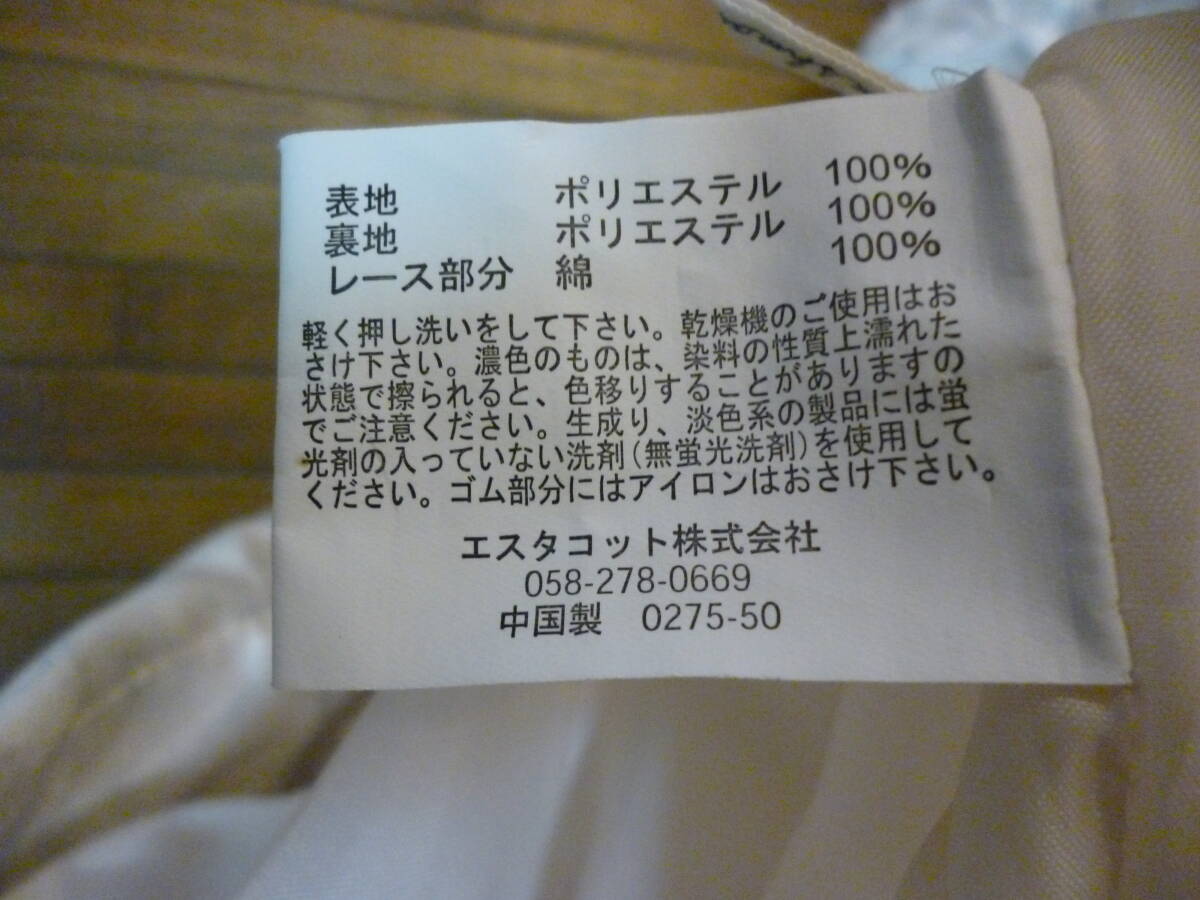 表地 ポリエステル 100%
裏地 ポリエステル 100%
レース部分 綿 100%
軽く押し洗いをして下さい。乾燥機のご使用はお
さけ下さい。濃色のものは、染料の性質上濡れた
状態で擦られると、色移りすることがありますの
でご注意ください。生成り、淡色系の製品には蛍
光剤の入っていない洗剤(無蛍光洗剤)を使用して
ください。ゴム部分にはアイロンはおさけ下さい。
エスタコット株式会社
058-278-0669
中国製 0275-50